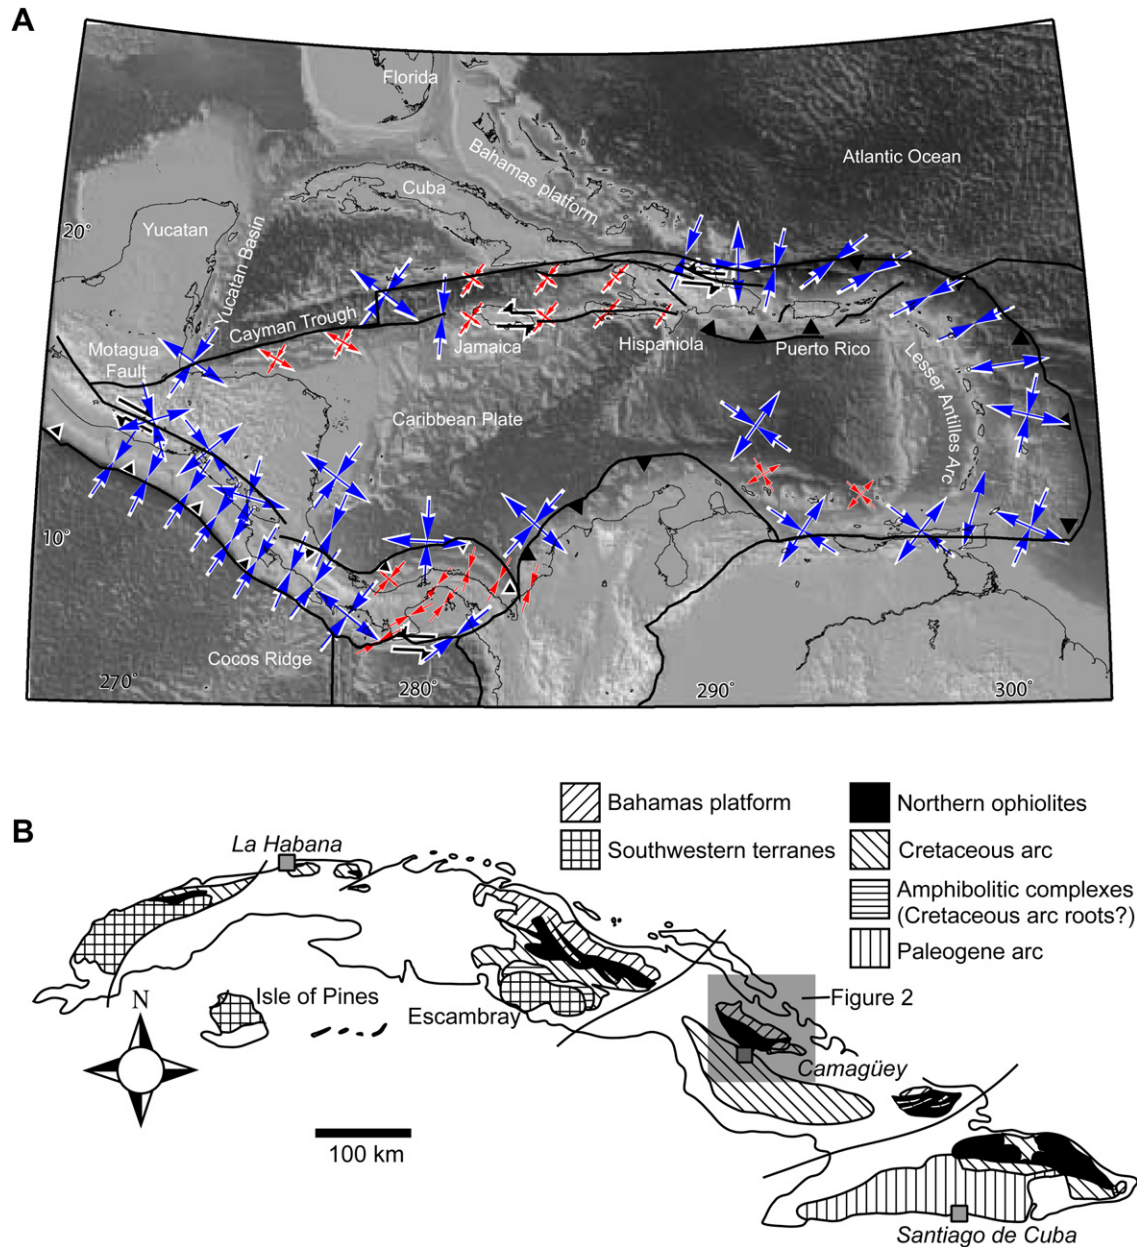 A
Florida
Bahamas platform
Atlantic Ocean
Cuba
Yucatan
20°
Yucatan Basin
Cayman Trough
Motagua
Fault
Jamaica
Hispaniola
Puerto Rico
Lesser Antilles Arc
Caribbean Plate
10°
Cocos Ridge
270°
280°
290°
300°
B
Bahamas platform
Southwestern terranes
Northern ophiolites
Cretaceous arc
Amphibolitic complexes
(Cretaceous arc roots?)
Paleogene arc
La Habana
N
Isle of Pines
Escambray
Figure 2
Camagüey
100 km
Santiago de Cuba